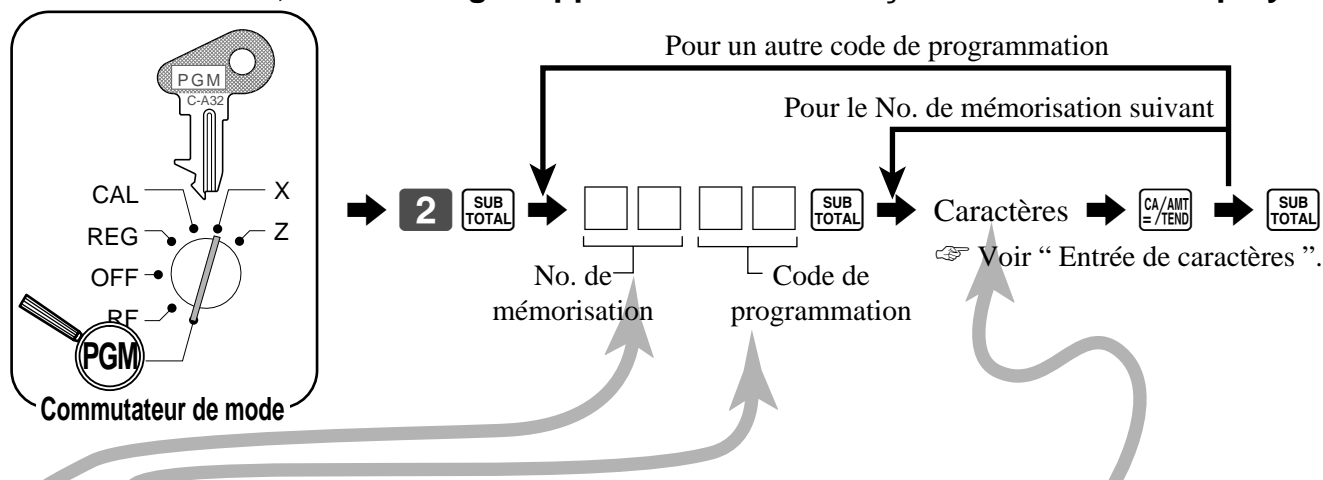 Pour un autre code de programmation
Pour le No. de mémorisation suivant
PGM
C-A32
CAL
X
REG
Z
OFF
RF
PGM
Commutateur de mode
2 SUB TOTAL SUB TOTAL Caractères CA/AMT = /TEND SUB TOTAL
☞ Voir “ Entrée de caractères ”.
No. de mémorisation
Code de programmation